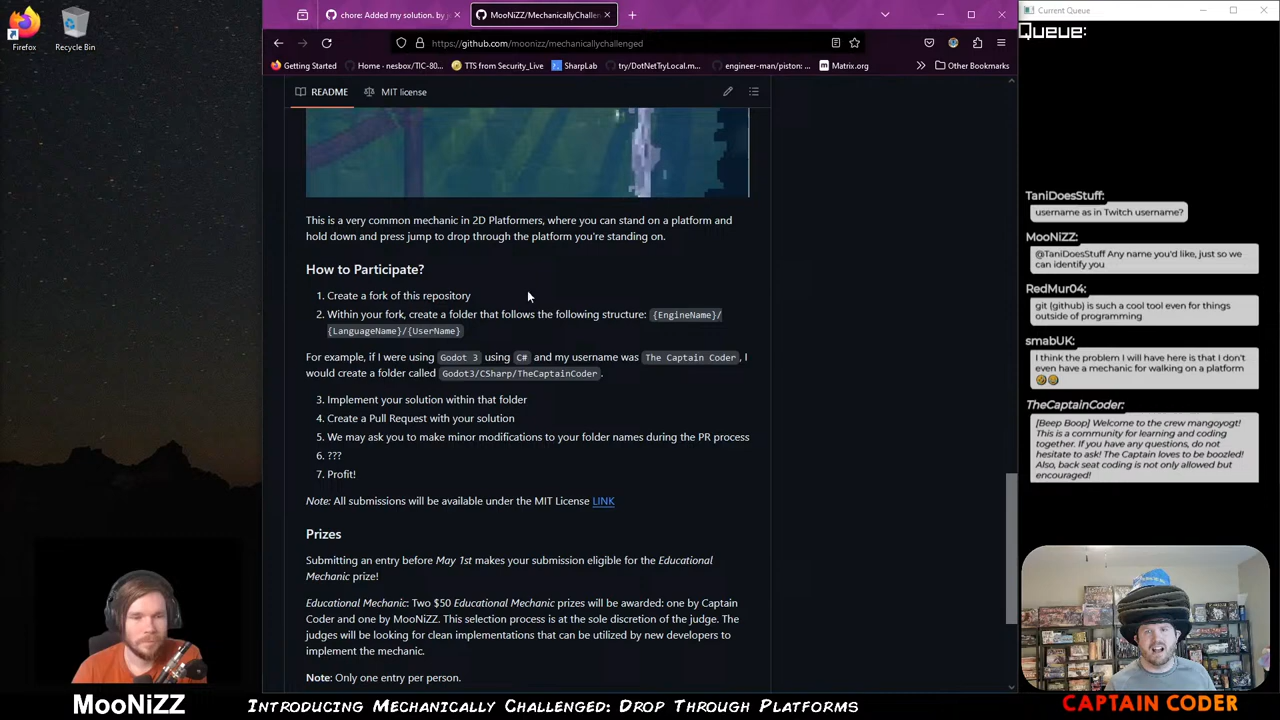 chore: Added my solution. by j
MooNiZZ/MechanicallyChallen
Current Queue
https://github.com/moonizz/mechanicallychallenged
Getting Started
Home - nesbox/TIC-80...
TTS from Security_Live
SharpLab
try/DotNetTryLocal.m...
engineer-man/piston: ...
Matrix.org
Other Bookmarks
Firefox
Recycle Bin
README
MIT license
This is a very common mechanic in 2D Platformers, where you can stand on a platform and
hold down and press jump to drop through the platform you're standing on.
How to Participate?
1. Create a fork of this repository
2. Within your fork, create a folder that follows the following structure: {EngineName}/
{LanguageName}/{UserName}
For example, if I were using Godot 3 using C# and my username was The Captain Coder, I
would create a folder called Godot3/CSharp/TheCaptainCoder.
3. Implement your solution within that folder
4. Create a Pull Request with your solution
5. We may ask you to make minor modifications to your folder names during the PR process
6. ???
7. Profit!
Note: All submissions will be available under the MIT License LINK
Prizes
Submitting an entry before May 1st makes your submission eligible for the Educational
Mechanic prize!
Educational Mechanic: Two $50 Educational Mechanic prizes will be awarded: one by Captain
Coder and one by MooNiZZ. This selection process is at the sole discretion of the judge. The
judges will be looking for clean implementations that can be utilized by new developers to
implement the mechanic.
Note: Only one entry per person.
Queue:
TaniDoesStuff:
username as in Twitch username?
MooNiZZ:
@TaniDoesStuff Any name you'd like, just so we
can identify you
RedMur04:
git (github) is such a cool tool even for things
outside of programming
smabUK:
I think the problem I will have here is that I don't
even have a mechanic for walking on a platform
🤣🤣
TheCaptainCoder:
[Beep Boop] Welcome to the crew mangoyogt!
This is a community for learning and coding
together. If you have any questions, do not
hesitate to ask! The Captain loves to be boozled!
Also, back seat coding is not only allowed but
encouraged!
MooNiZZ
Introducing Mechanically Challenged: Drop Through Platforms
CAPTAIN CODER